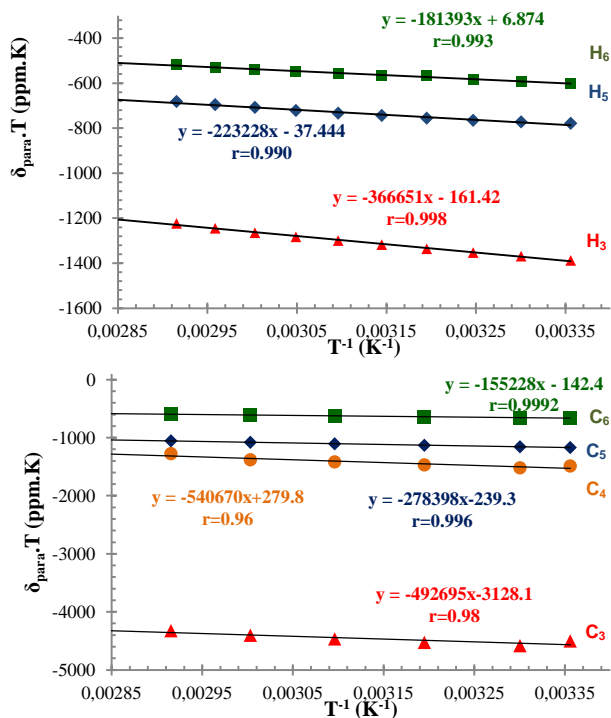 y = -181393x + 6.874
r=0.993
H6
H5
y = -223228x - 37.444
r=0.990
y = -366651x - 161.42
r=0.998
H3
-400
-600
-800
-1000
-1200
-1400
-1600
δpara.T (ppm.K)
0,00285 0,00295 0,00305 0,00315 0,00325 0,00335
T-1 (K-1)
y = -155228x - 142.4
r=0.9992
C6
C5
C4
y = -540670x+279.8
r=0.96
y = -278398x-239.3
r=0.996
y = -492695x-3128.1
r=0.98
C3
0
-1000
-2000
-3000
-4000
-5000
δpara.T (ppm.K)
0,00285 0,00295 0,00305 0,00315 0,00325 0,00335
T-1 (K-1)